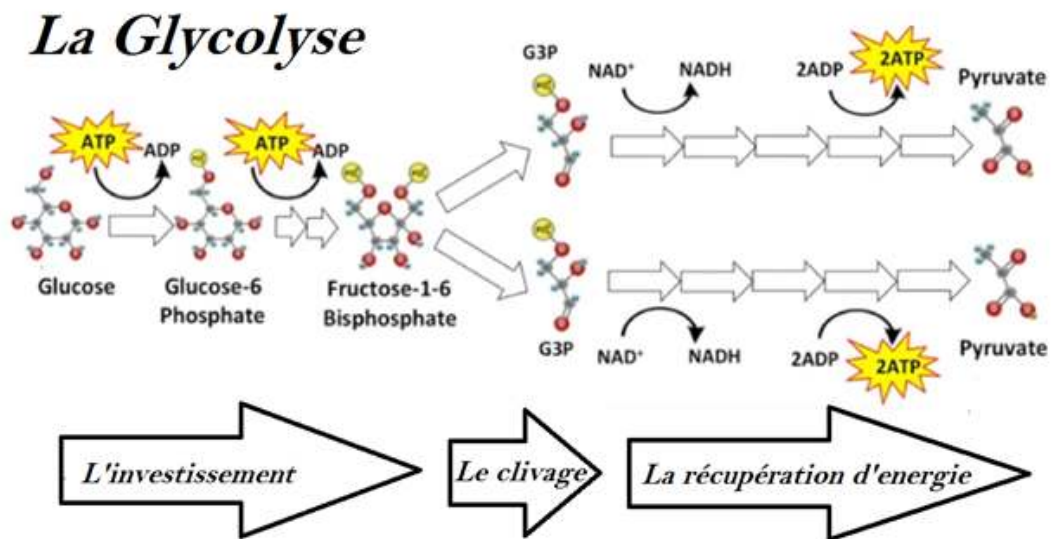 La Glycolyse
G3P
NAD⁺
NADH
2ADP
2ATP
Pyruvate
ATP
ADP
ATP
ADP
Glucose
Glucose-6
Phosphate
Fructose-1-6
Bisphosphate
G3P
NAD⁺
NADH
2ADP
2ATP
Pyruvate
L'investissement
Le clivage
La récupération d'energie